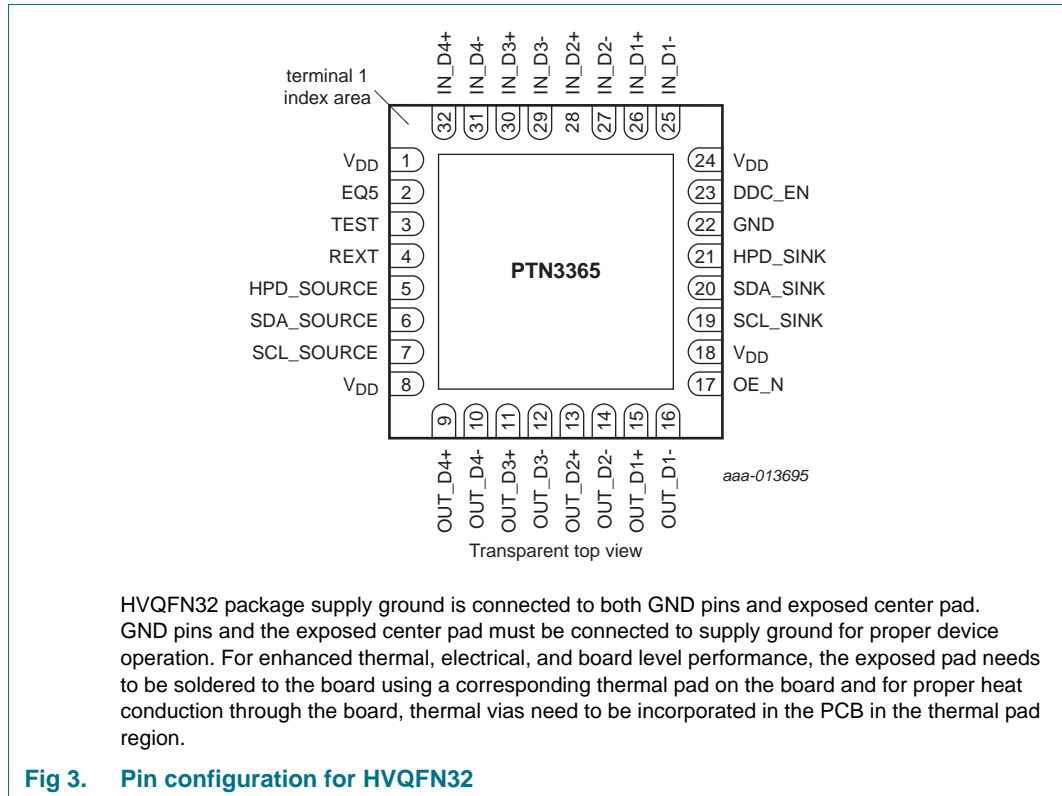 IN_D4+
IN_D4-
IN_D3+
IN_D3-
IN_D2+
IN_D2-
IN_D1+
IN_D1-
terminal 1
index area
32
31
30
29
28
27
26
25
VDD 1
24 VDD
EQ5 2
23 DDC_EN
TEST 3
22 GND
REXT 4
21 HPD_SINK
PTN3365
HPD_SOURCE 5
20 SDA_SINK
SDA_SOURCE 6
19 SCL_SINK
SCL_SOURCE 7
18 VDD
VDD 8
17 OE_N
9
10
11
12
13
14
15
16
OUT_D4+
OUT_D4-
OUT_D3+
OUT_D3-
OUT_D2+
OUT_D2-
OUT_D1+
OUT_D1-
aaa-013695
Transparent top view
HVQFN32 package supply ground is connected to both GND pins and exposed center pad.
GND pins and the exposed center pad must be connected to supply ground for proper device
operation. For enhanced thermal, electrical, and board level performance, the exposed pad needs
to be soldered to the board using a corresponding thermal pad on the board and for proper heat
conduction through the board, thermal vias need to be incorporated in the PCB in the thermal pad
region.
Fig 3. Pin configuration for HVQFN32